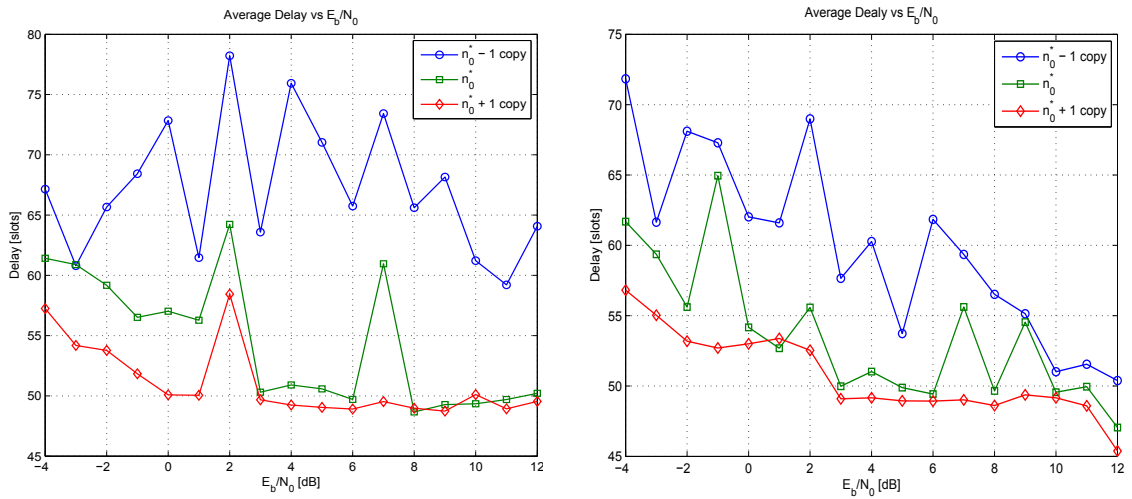 Average Delay vs E_b/N_0
80
75
70
65
60
55
50
45
Delay [slots]
−4
−2
0
2
4
6
8
10
12
E_b/N_0 [dB]
n_0^* − 1 copy
n_0^*
n_0^* + 1 copy
Average Dealy vs E_b/N_0
75
70
65
60
55
50
45
Delay [slots]
−4
−2
0
2
4
6
8
10
12
E_b/N_0 [dB]
n_0^* − 1 copy
n_0^*
n_0^* + 1 copy